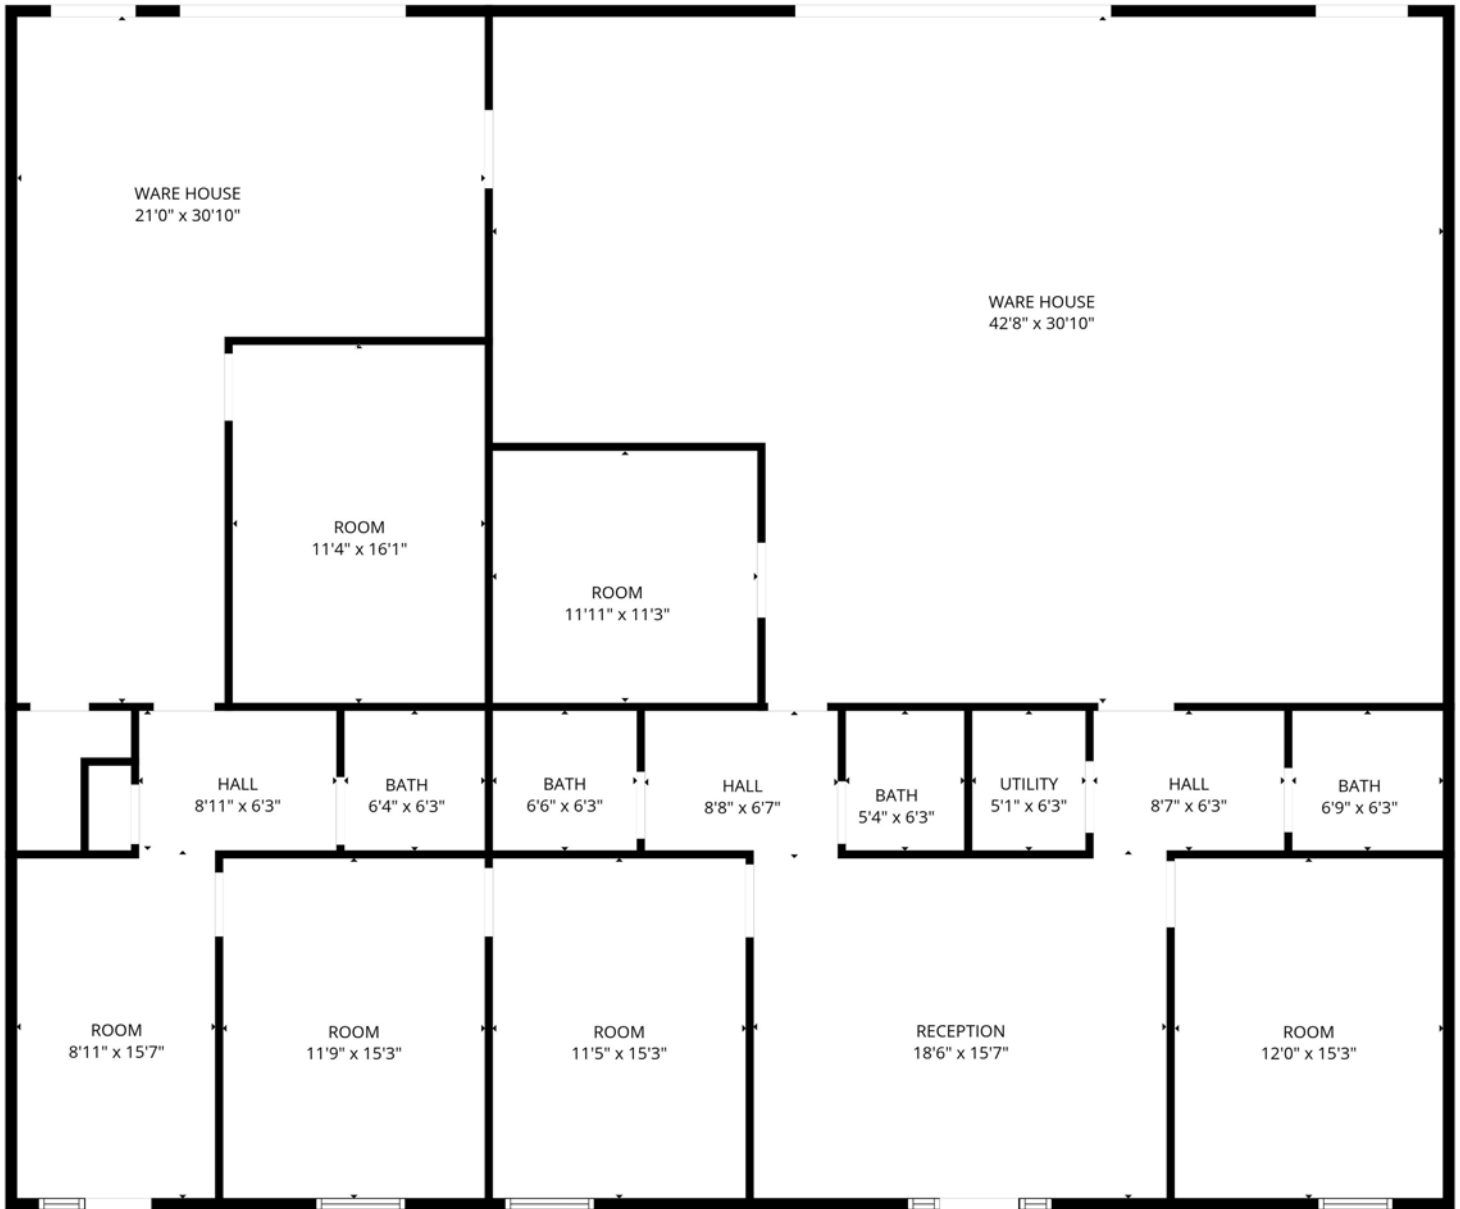 WARE HOUSE
21'0" x 30'10"
WARE HOUSE
42'8" x 30'10"
ROOM
11'4" x 16'1"
ROOM
11'11" x 11'3"
HALL
8'11" x 6'3"
BATH
6'4" x 6'3"
BATH
6'6" x 6'3"
HALL
8'8" x 6'7"
BATH
5'4" x 6'3"
UTILITY
5'1" x 6'3"
HALL
8'7" x 6'3"
BATH
6'9" x 6'3"
ROOM
8'11" x 15'7"
ROOM
11'9" x 15'3"
ROOM
11'5" x 15'3"
RECEPTION
18'6" x 15'7"
ROOM
12'0" x 15'3"